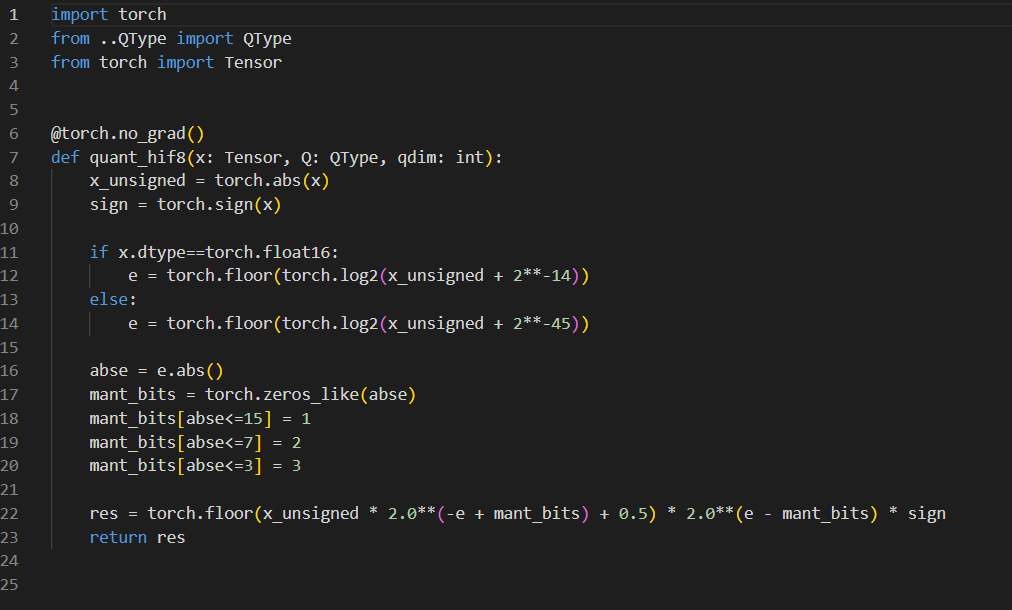 1 import torch
2 from ..QType import QType
3 from torch import Tensor
4
5
6 @torch.no_grad()
7 def quant_hif8(x: Tensor, Q: QType, qdim: int):
8     x_unsigned = torch.abs(x)
9     sign = torch.sign(x)
10
11     if x.dtype==torch.float16:
12         e = torch.floor(torch.log2(x_unsigned + 2**-14))
13     else:
14         e = torch.floor(torch.log2(x_unsigned + 2**-45))
15
16     abse = e.abs()
17     mant_bits = torch.zeros_like(abse)
18     mant_bits[abse<=15] = 1
19     mant_bits[abse<=7] = 2
20     mant_bits[abse<=3] = 3
21
22     res = torch.floor(x_unsigned * 2.0**(-e + mant_bits) + 0.5) * 2.0**(e - mant_bits) * sign
23     return res
24
25